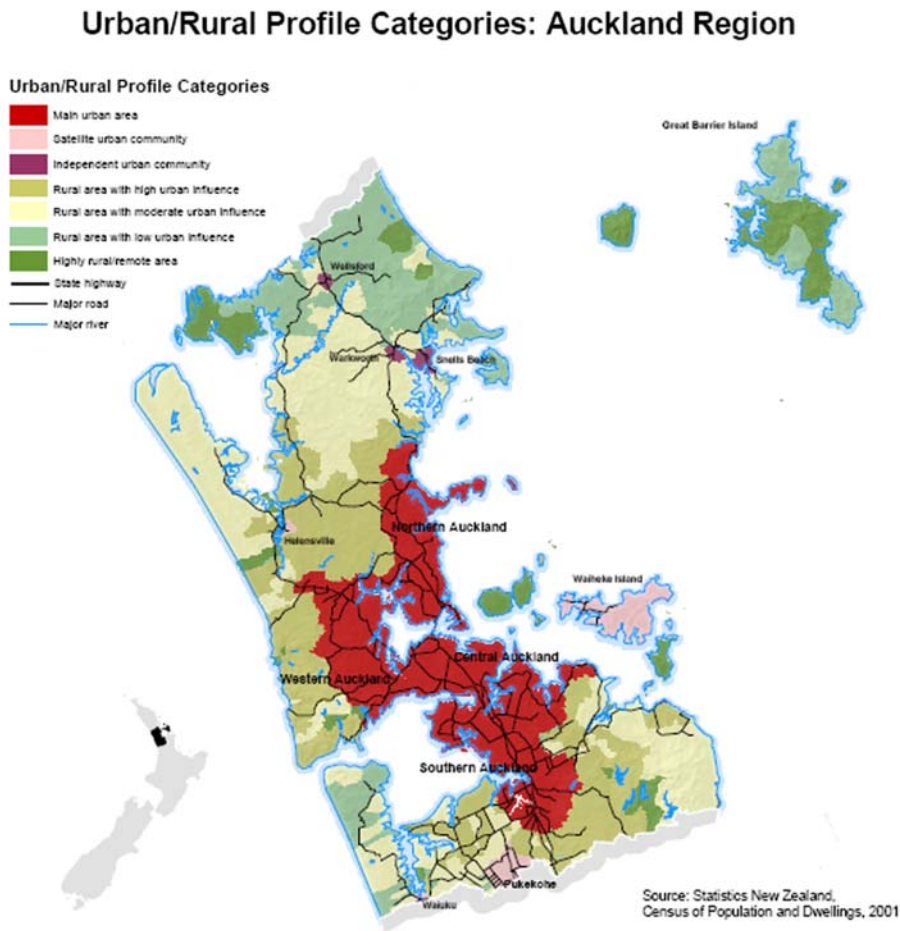 Urban/Rural Profile Categories: Auckland Region
Urban/Rural Profile Categories
Main urban area
Satellite urban community
Independent urban community
Rural area with high urban influence
Rural area with moderate urban influence
Rural area with low urban influence
Highly rural/remote area
State highway
Major road
Major river
Great Barrier Island
Wellsford
Warkworth
Snells Beach
Northern Auckland
Helensville
Waiheke Island
Central Auckland
Western Auckland
Southern Auckland
Pukekohe
Waiuku
Source: Statistics New Zealand,
Census of Population and Dwellings, 2001